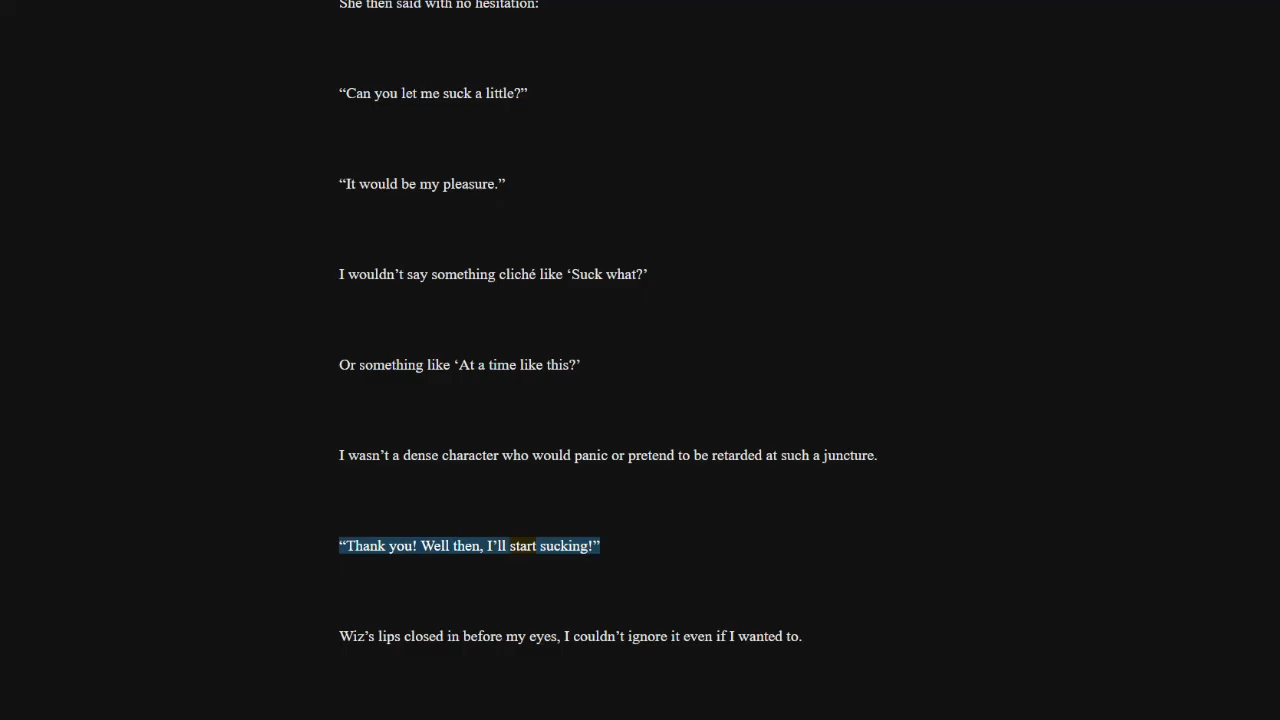 She then said with no hesitation:
“Can you let me suck a little?”
“It would be my pleasure.”
I wouldn’t say something cliché like ‘Suck what?’
Or something like ‘At a time like this?’
I wasn’t a dense character who would panic or pretend to be retarded at such a juncture.
“Thank you! Well then, I’ll start sucking!”
Wiz’s lips closed in before my eyes, I couldn’t ignore it even if I wanted to.